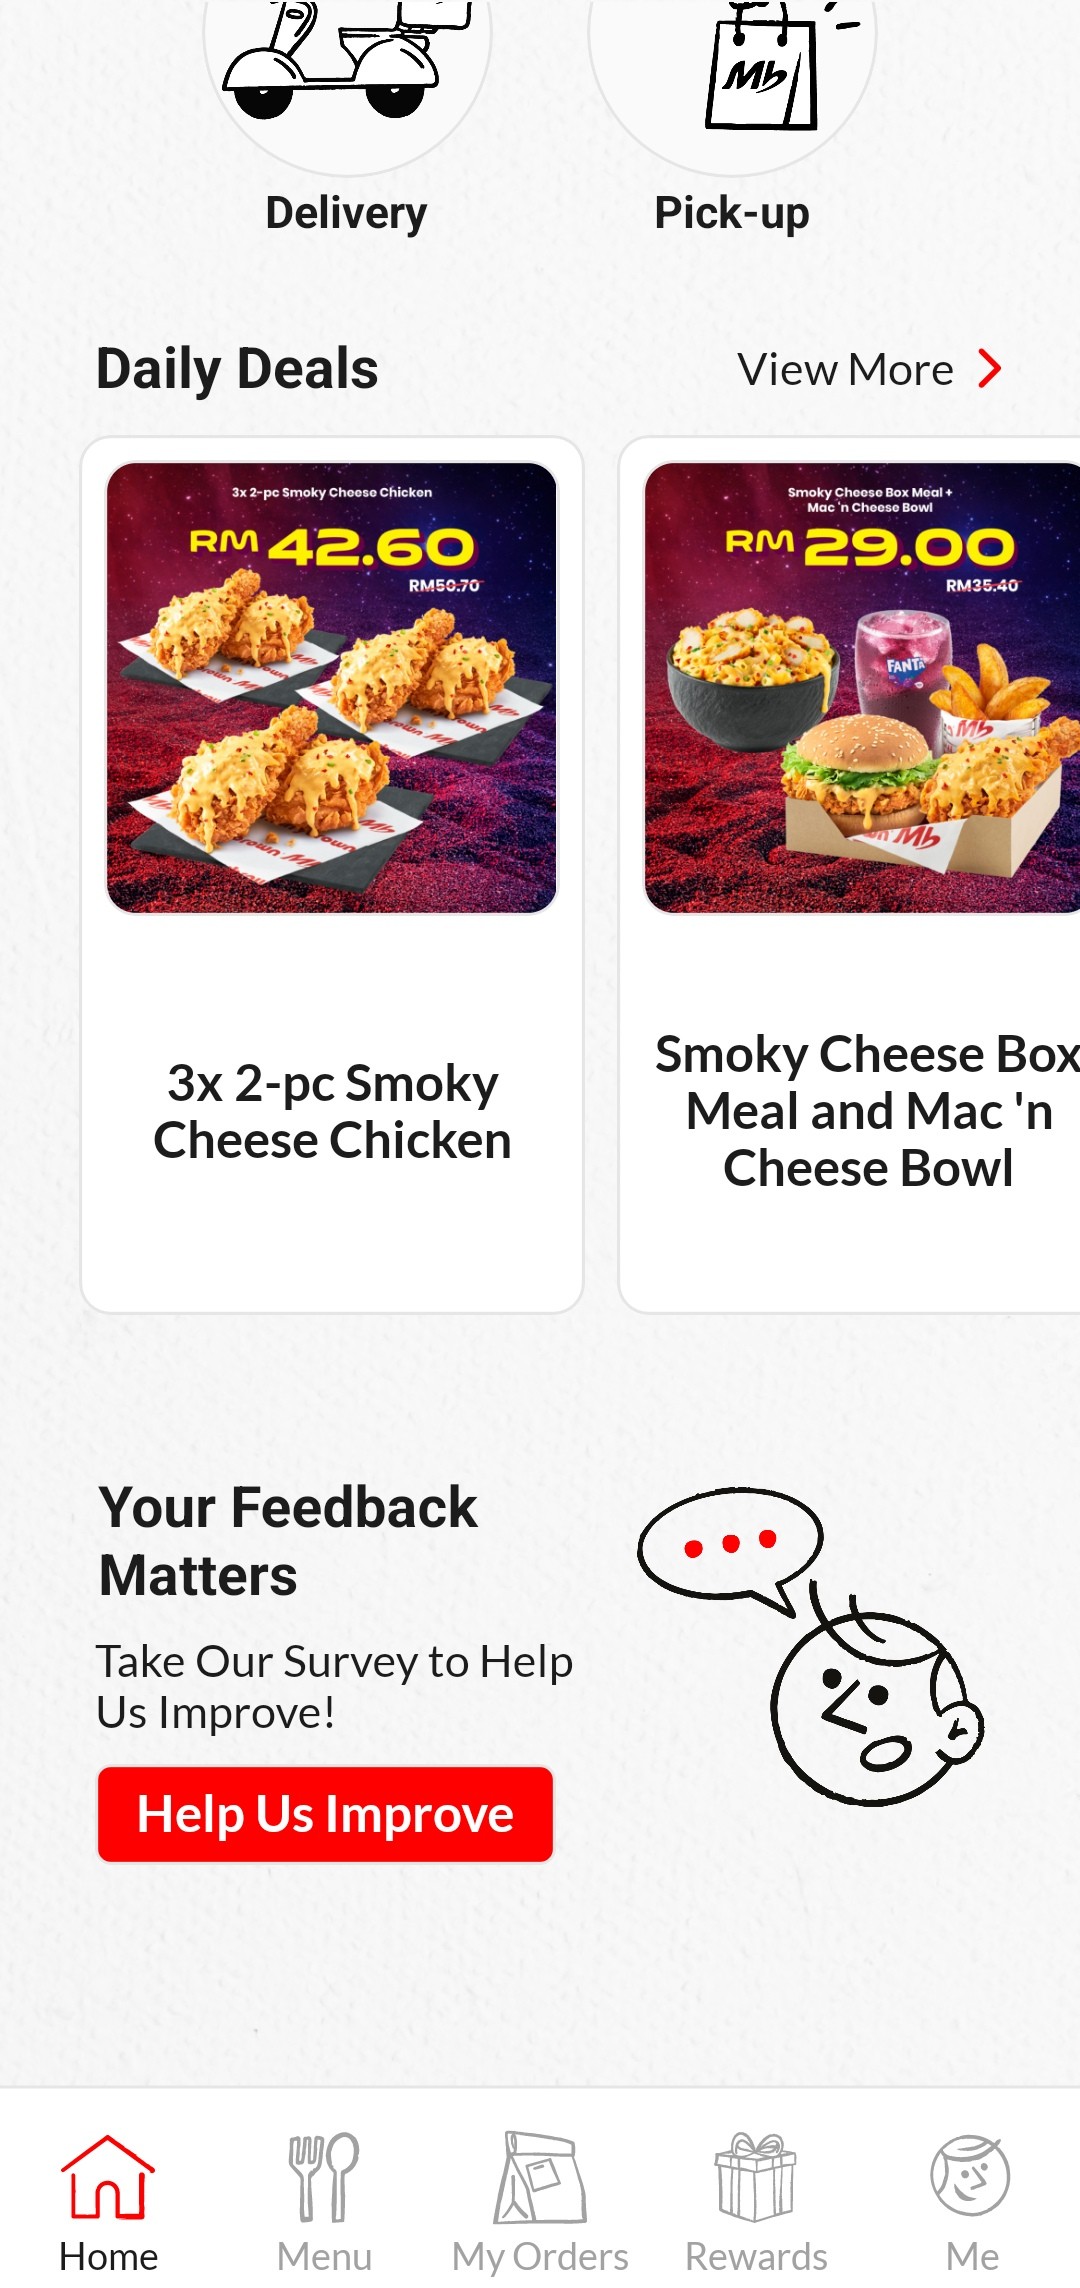 Mb
Delivery
Pick-up
Daily Deals
View More
3x 2-pc Smoky Cheese Chicken
RM 42.60
RM50.70
Smoky Cheese Box Meal +
Mac 'n Cheese Bowl
RM 29.00
RM35.40
FANTA
Mb
Mb
3x 2-pc Smoky
Cheese Chicken
Smoky Cheese Box
Meal and Mac 'n
Cheese Bowl
Your Feedback
Matters
Take Our Survey to Help
Us Improve!
Help Us Improve
Home
Menu
My Orders
Rewards
Me